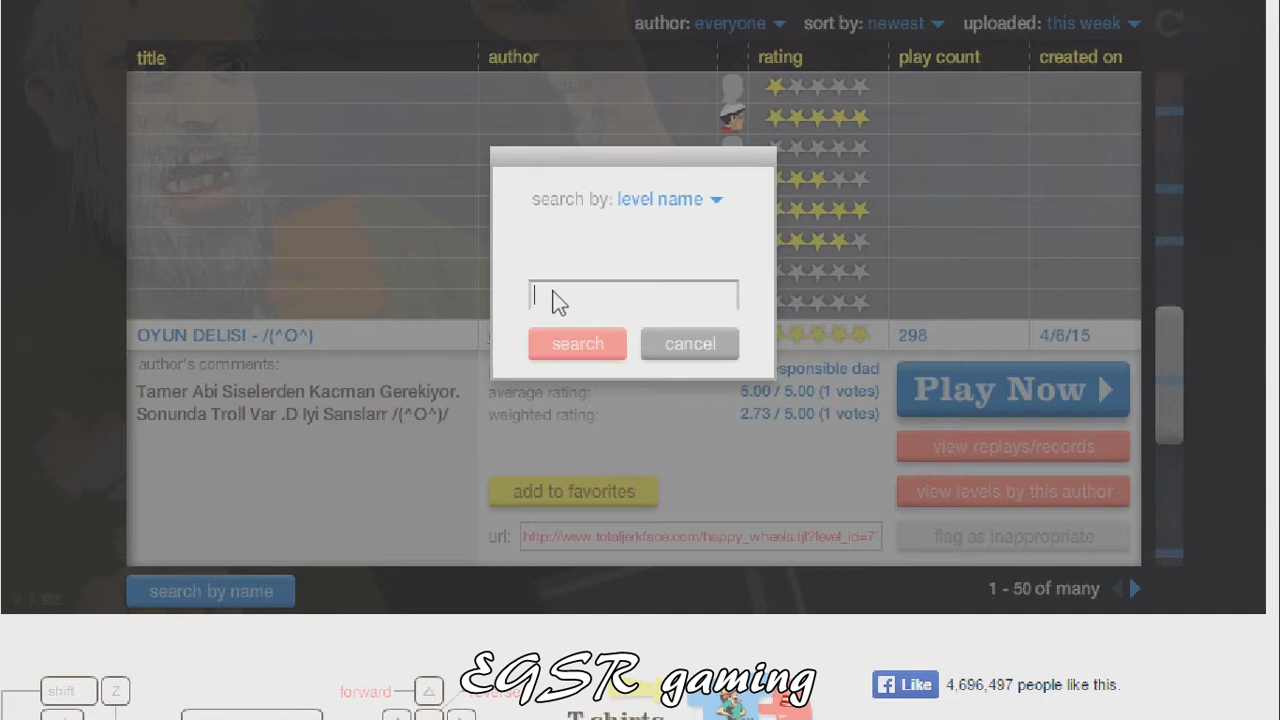 author: everyone sort by: newest uploaded: this week
title author rating play count created on
search by: level name
search cancel
OYUN DELISI - /(^O^) 298 4/6/15
author's comments:
Tamer Abi Siselerden Kacman Gerekiyor.
Sonunda Troll Var .D Iyi Sanslarr /(^O^)/
sponsible dad
average rating: 5.00 / 5.00 (1 votes)
weighted rating: 2.73 / 5.00 (1 votes)
Play Now
view replays/records
add to favorites
view levels by this author
url: http://www.totaljerkface.com/happy_wheels.tjf?level_id=7
flag as inappropriate
search by name
1 - 50 of many
EGSR gaming
Like 4,696,497 people like this.
shift Z forward reverse
T-shirts